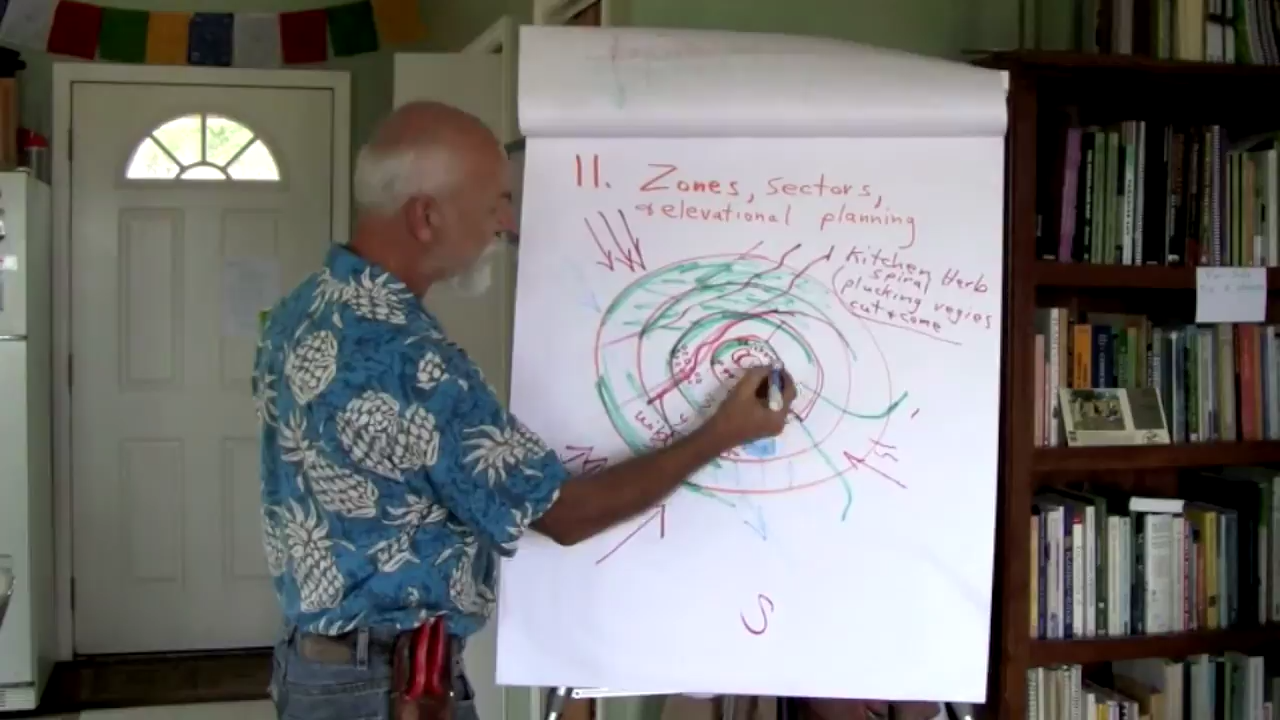 11. Zones, sectors,
& elevational planning
Kitchen Herb
spiral
plucking vegies
cut & come
S